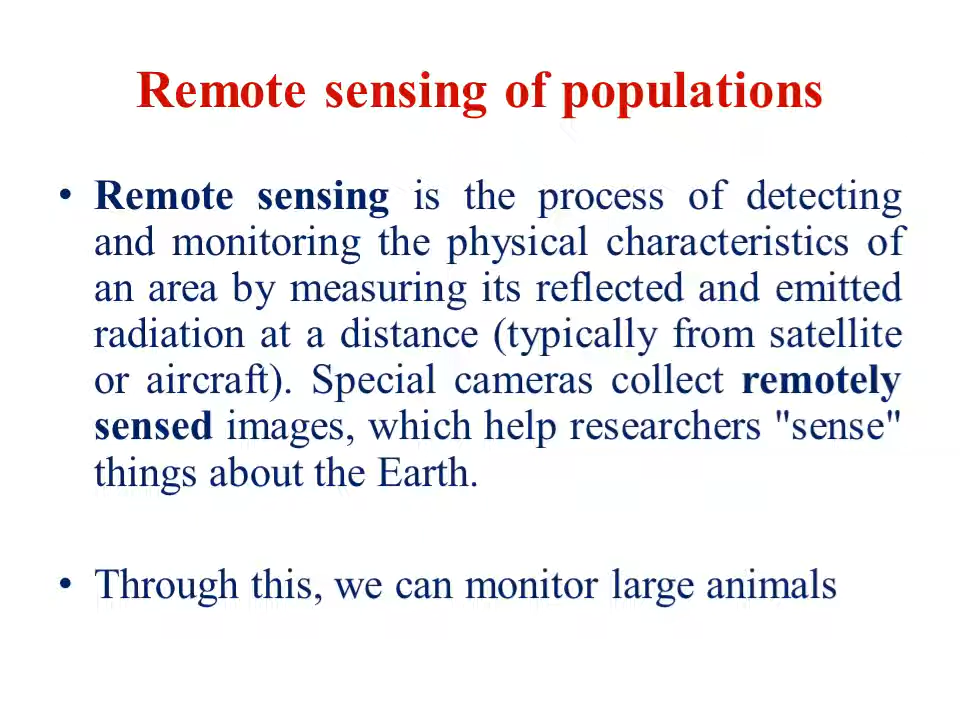 Remote sensing of populations
• Remote sensing is the process of detecting
and monitoring the physical characteristics of
an area by measuring its reflected and emitted
radiation at a distance (typically from satellite
or aircraft). Special cameras collect remotely
sensed images, which help researchers "sense"
things about the Earth.
• Through this, we can monitor large animals